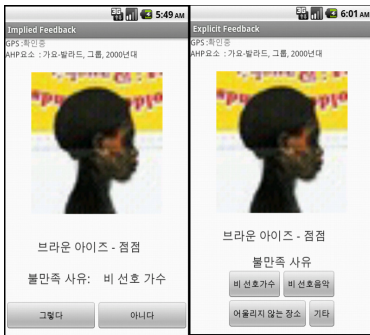 5:49 AM
Implied Feedback
GPS :확인중
AHP요소 : 가요-발라드, 그룹, 2000년대
브라운 아이즈 - 점점
불만족 사유: 비 선호 가수
그렇다
아니다
6:01 AM
Explicit Feedback
GPS:확인중
AHP요소 : 가요-발라드, 그룹, 2000년대
브라운 아이즈 - 점점
불만족 사유
비 선호가수
비 선호음악
어울리지 않는 장소
기타